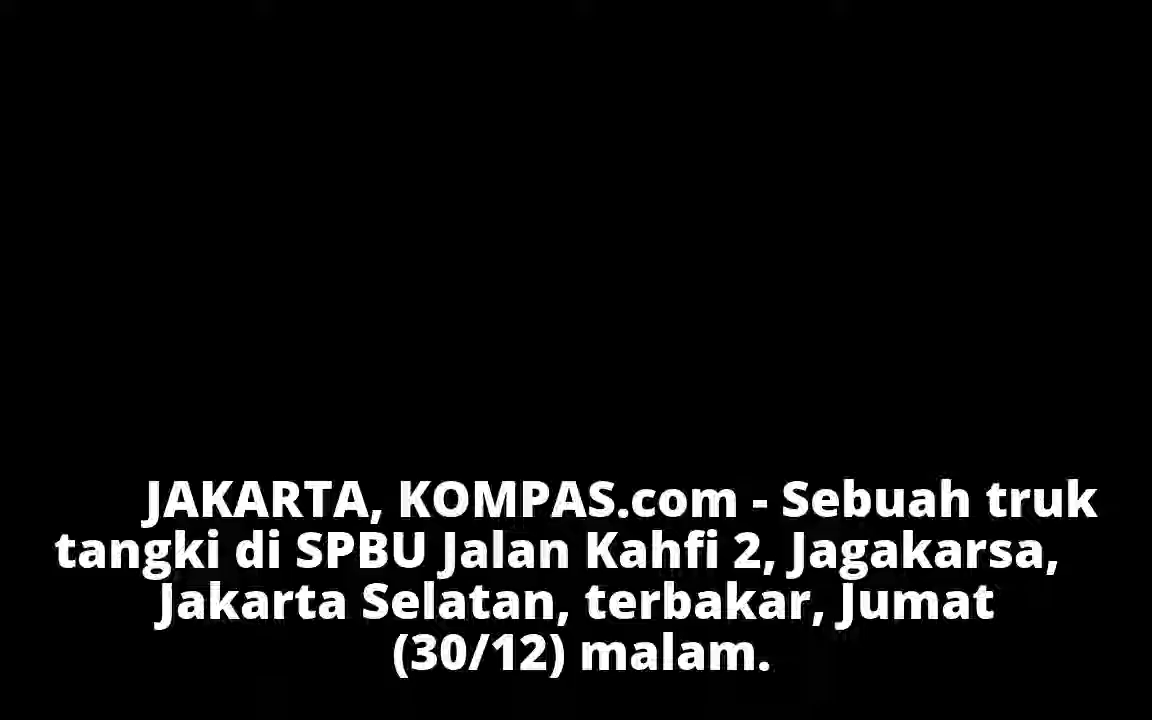 JAKARTA, KOMPAS.com - Sebuah truk
tangki di SPBU Jalan Kahfi 2, Jagakarsa,
Jakarta Selatan, terbakar, Jumat
(30/12) malam.